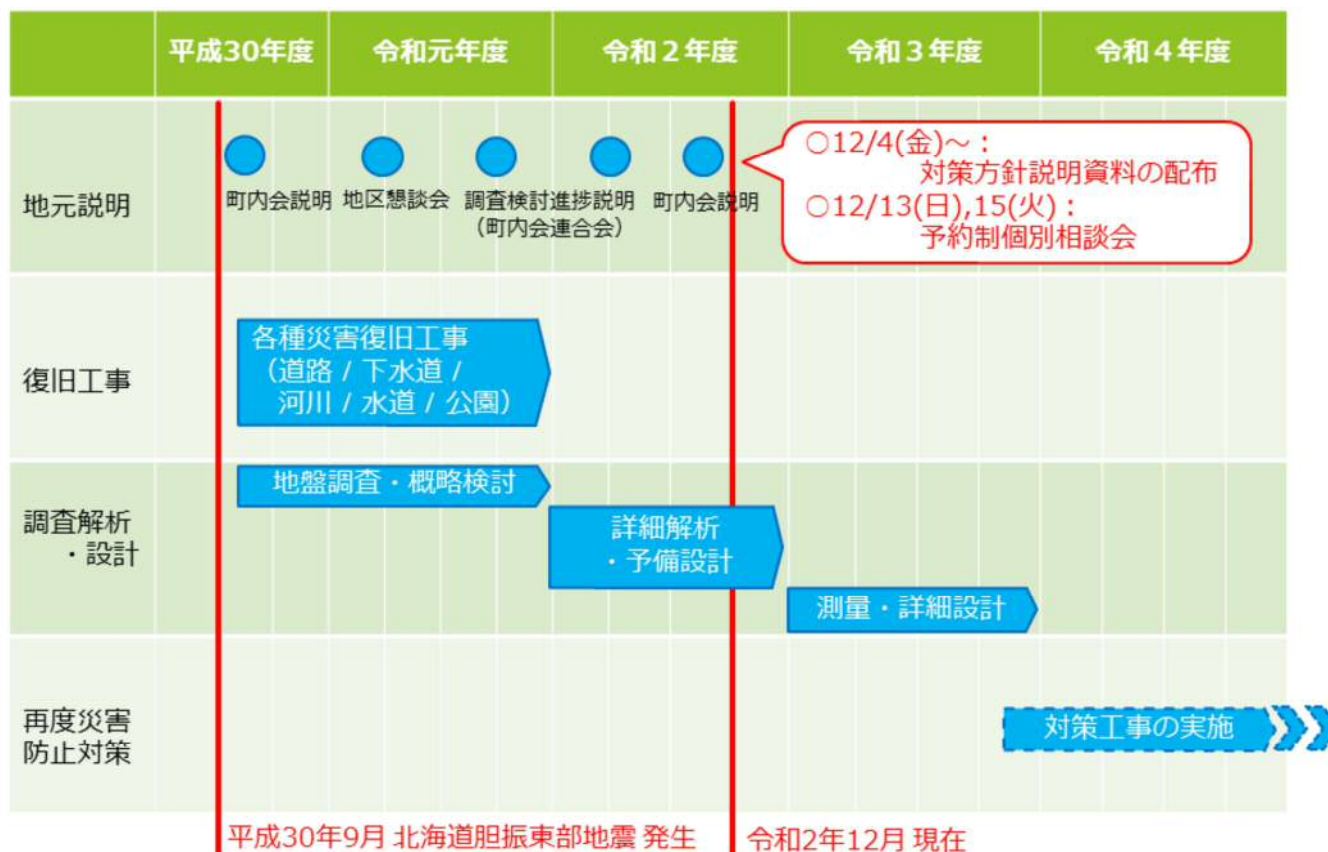 平成30年度 令和元年度 令和２年度 令和３年度 令和４年度
地元説明
町内会説明
地区懇談会
調査検討進捗説明
（町内会連合会）
町内会説明
○12/4(金)～：
対策方針説明資料の配布
○12/13(日),15(火)：
予約制個別相談会
復旧工事
各種災害復旧工事
（道路 / 下水道 /
河川 / 水道 / 公園）
調査解析
・設計
地盤調査・概略検討
詳細解析
・予備設計
測量・詳細設計
再度災害
防止対策
対策工事の実施
平成30年9月 北海道胆振東部地震 発生
令和2年12月 現在